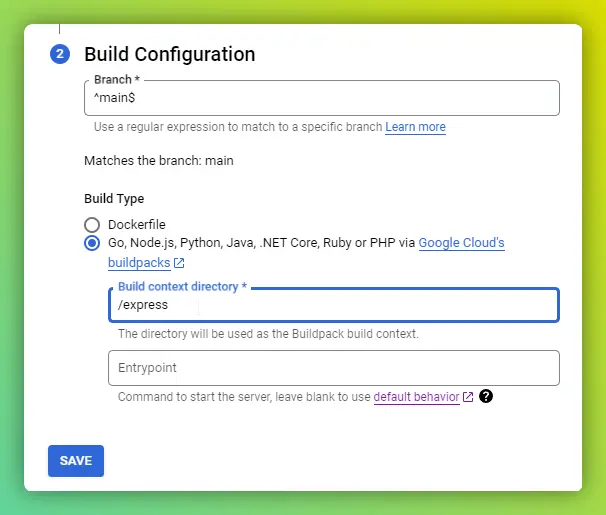 2
Build Configuration
Branch *
^main$
Use a regular expression to match to a specific branch Learn more
Matches the branch: main
Build Type
Dockerfile
Go, Node.js, Python, Java, .NET Core, Ruby or PHP via Google Cloud's
buildpacks
Build context directory *
/express
The directory will be used as the Buildpack build context.
Entrypoint
Command to start the server, leave blank to use default behavior ?
SAVE